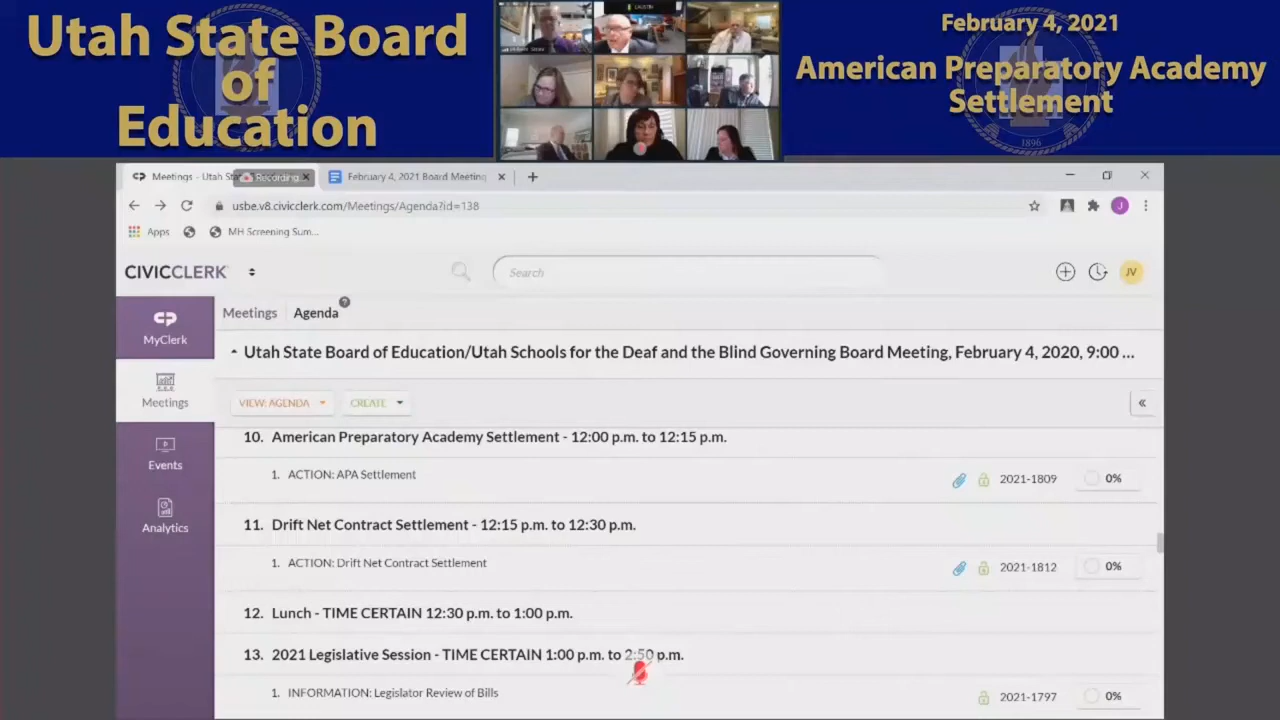 Utah State Board
of
Education
LAUSTIN
February 4, 2021
American Preparatory Academy
Settlement
1896
Meetings - Utah Sta
Recording
February 4, 2021 Board Meeting
usbe.v8.civicclerk.com/Meetings/Agenda?id=138
J
Apps
MH Screening Sum...
CIVICCLERK
Search
JV
MyClerk
Meetings
Events
Analytics
Meetings Agenda ?
Utah State Board of Education/Utah Schools for the Deaf and the Blind Governing Board Meeting, February 4, 2020, 9:00 ...
VIEW: AGENDA CREATE
10. American Preparatory Academy Settlement - 12:00 p.m. to 12:15 p.m.
1. ACTION: APA Settlement 2021-1809 0%
11. Drift Net Contract Settlement - 12:15 p.m. to 12:30 p.m.
1. ACTION: Drift Net Contract Settlement 2021-1812 0%
12. Lunch - TIME CERTAIN 12:30 p.m. to 1:00 p.m.
13. 2021 Legislative Session - TIME CERTAIN 1:00 p.m. to 2:50 p.m.
1. INFORMATION: Legislator Review of Bills 2021-1797 0%